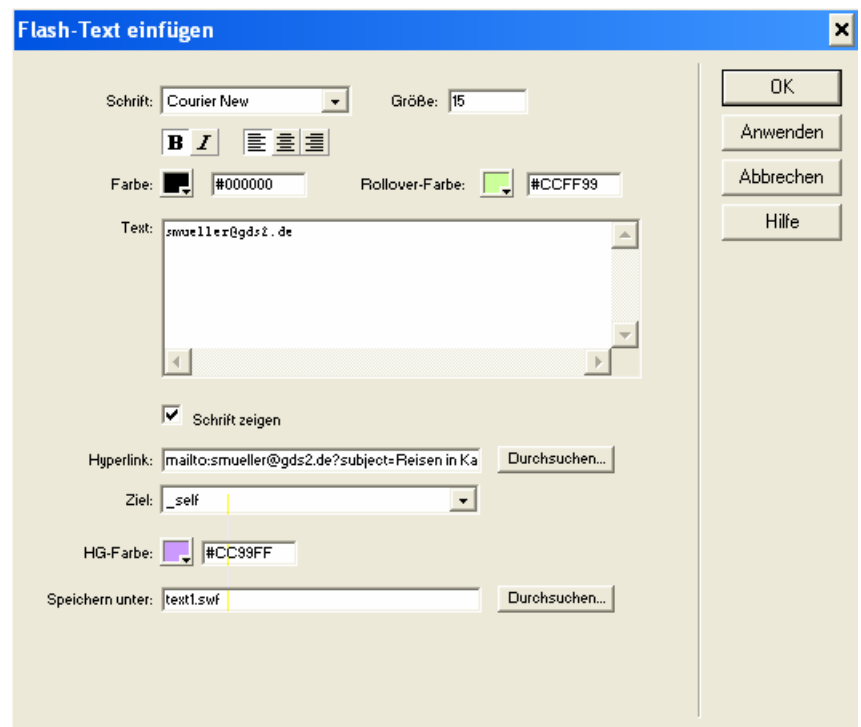 Flash-Text einfügen
Schrift: Courier New Größe: 15 OK
B I Anwenden
Farbe: #000000 Rollover-Farbe: #CCFF99 Abbrechen
Text: smueller@gds2.de Hilfe
Schrift zeigen
Hyperlink: mailto:smueller@gds2.de?subject=Reisen in Ka Durchsuchen...
Ziel: _self
HG-Farbe: #CC99FF
Speichern unter: text1.swf Durchsuchen...